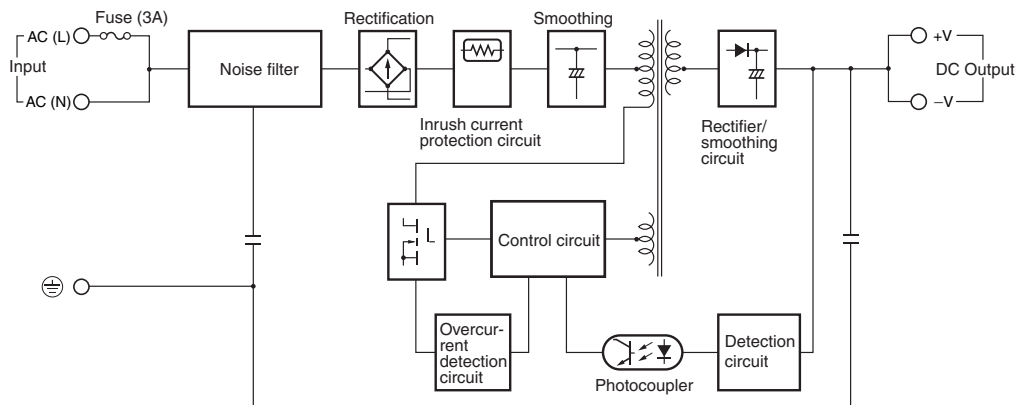 Fuse (3A)
Rectification
Smoothing
AC (L)
Input
AC (N)
Noise filter
+V
DC Output
–V
Inrush current
protection circuit
Rectifier/
smoothing
circuit
Control circuit
Overcur-
rent
detection
circuit
Photocoupler
Detection
circuit